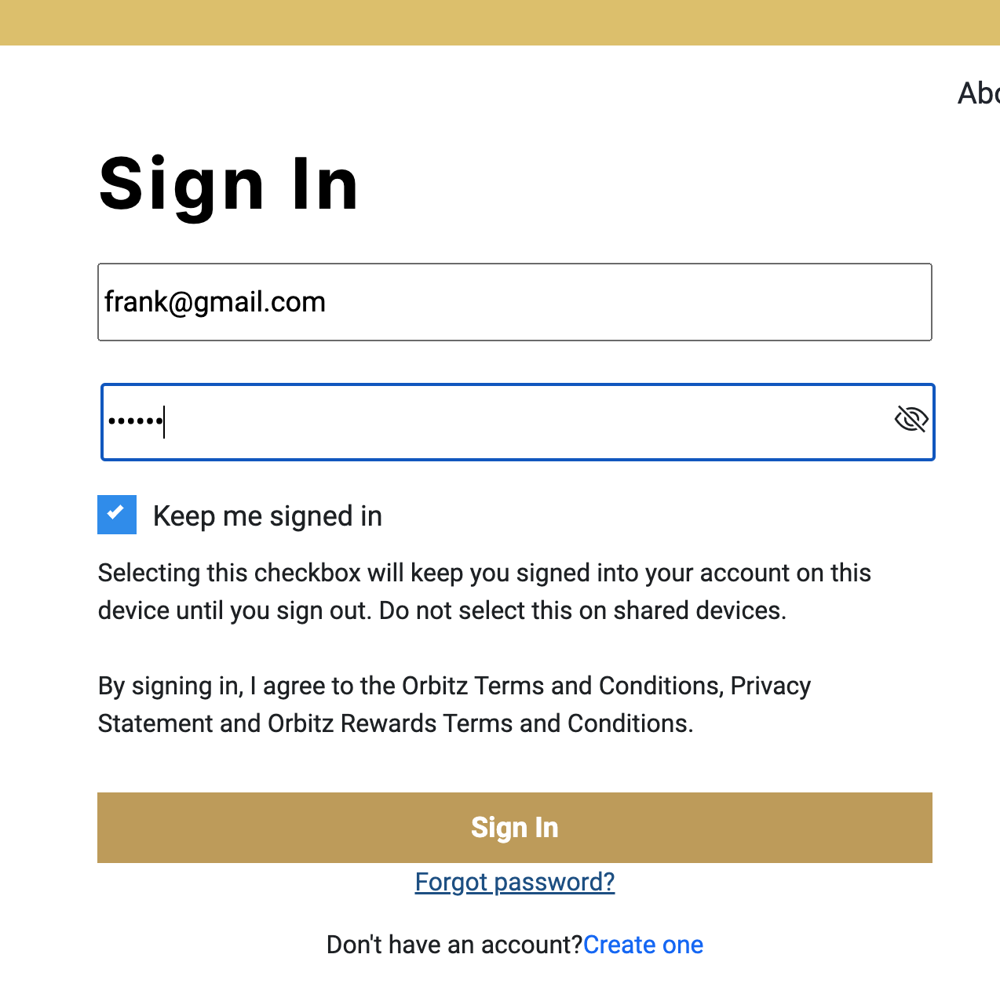 Sign In
frank@gmail.com
••••••
Keep me signed in
Selecting this checkbox will keep you signed into your account on this
device until you sign out. Do not select this on shared devices.
By signing in, I agree to the Orbitz Terms and Conditions, Privacy
Statement and Orbitz Rewards Terms and Conditions.
Sign In
Forgot password?
Don't have an account?Create one